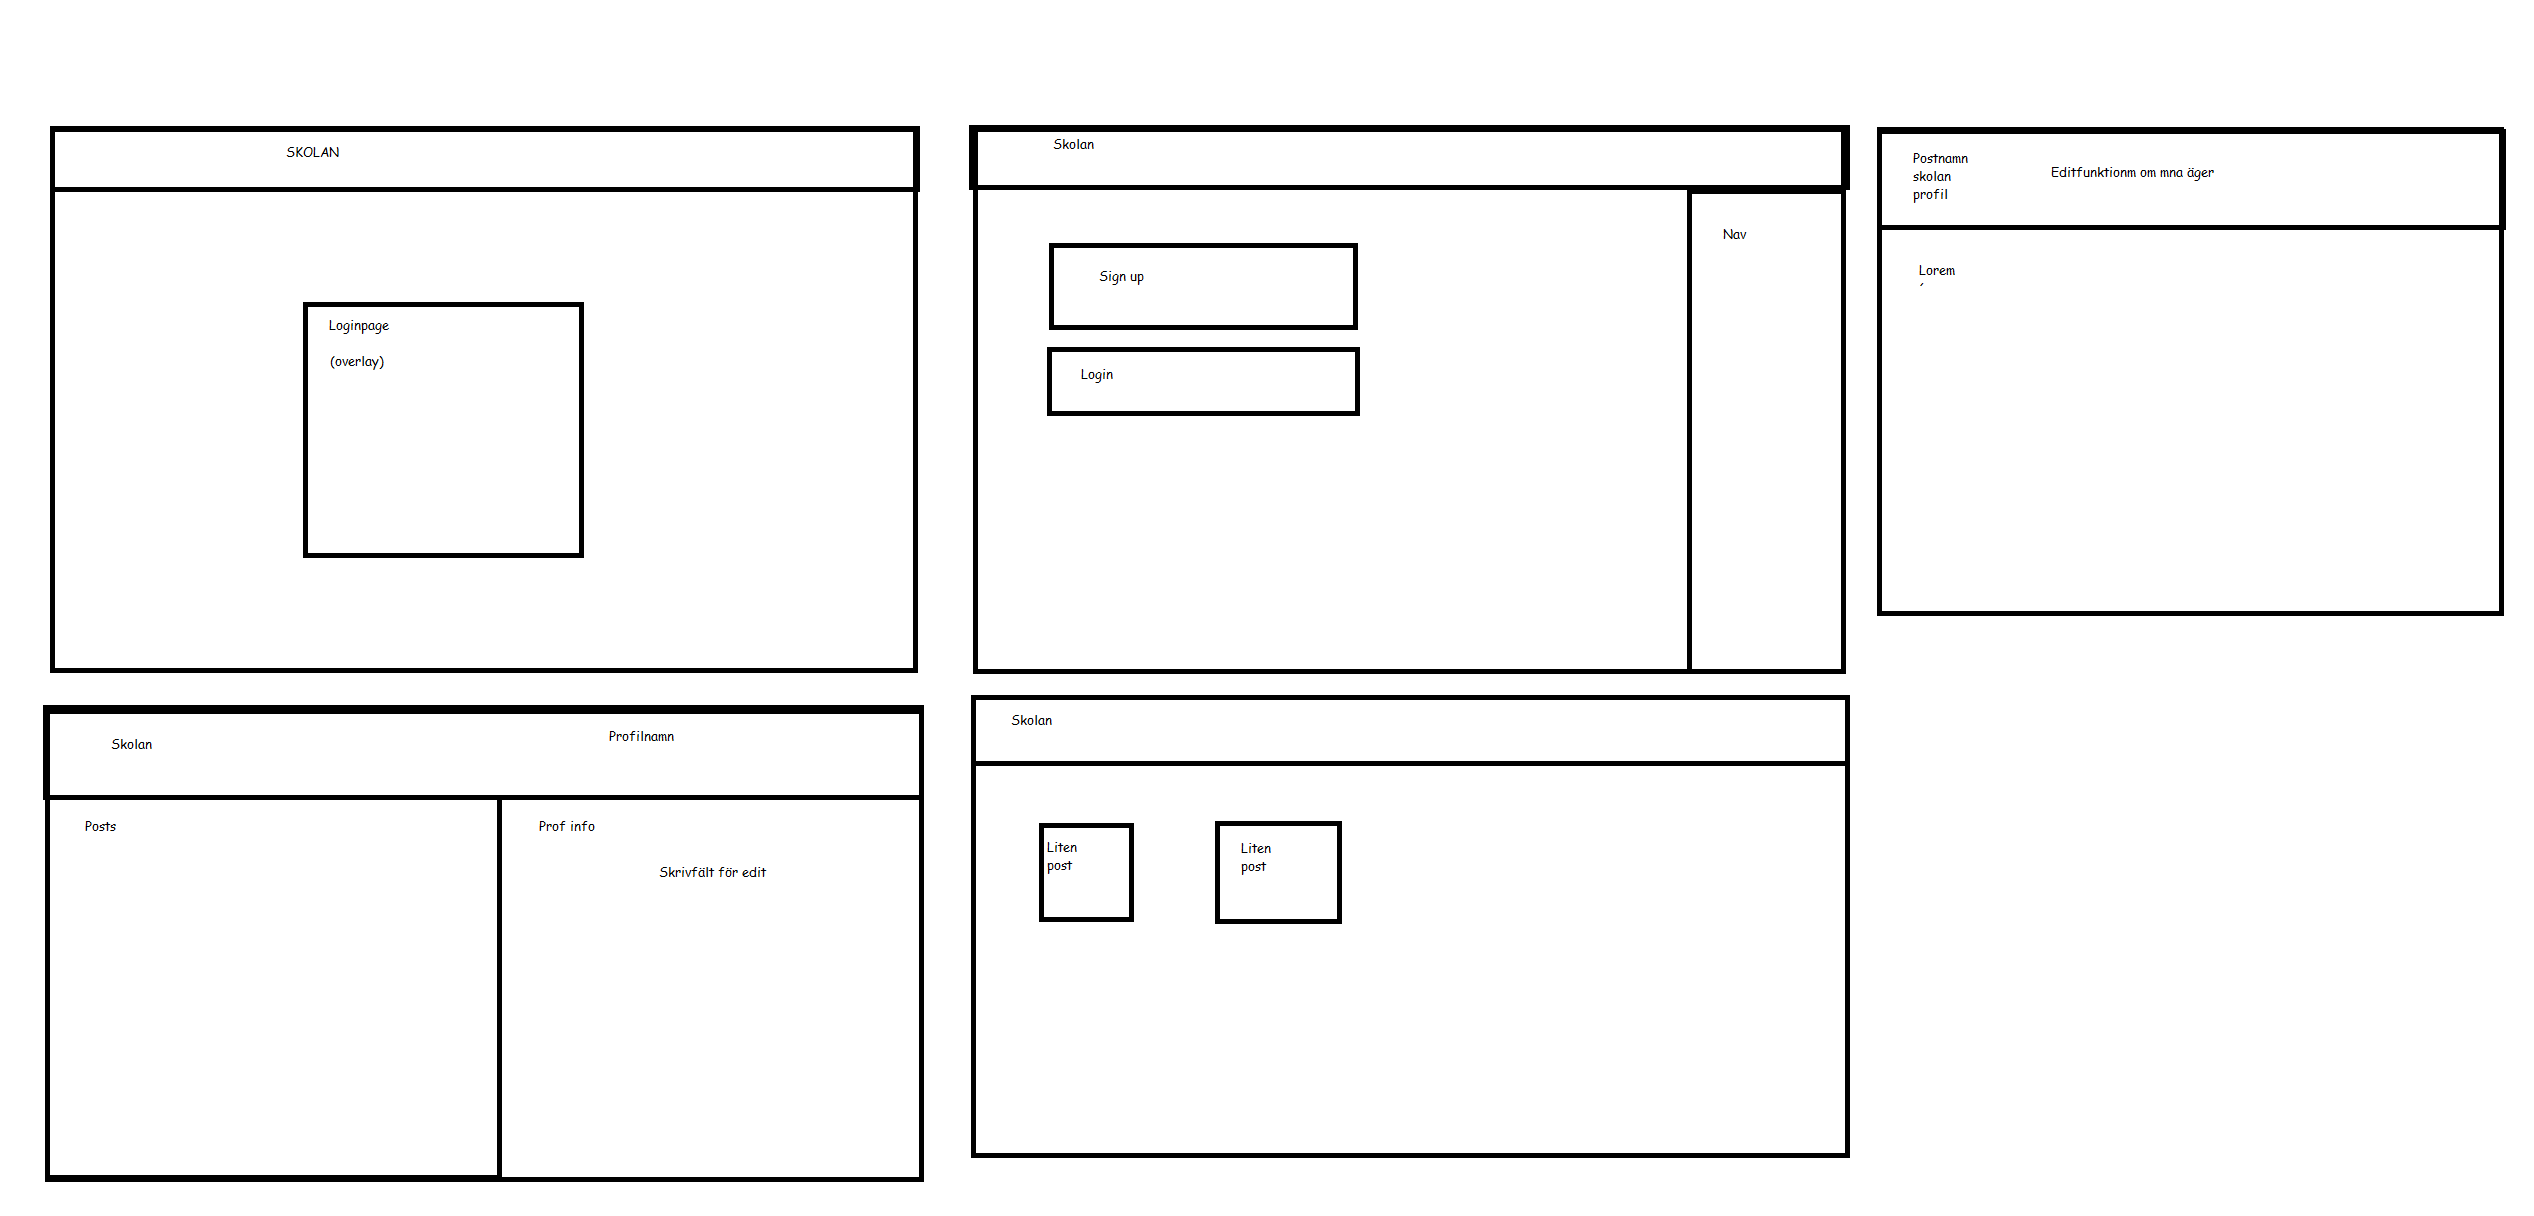 SKOLAN
Loginpage
(overlay)
Skolan
Sign up
Login
Nav
Postnamn
skolan
profil
Editfunktionm om mna äger
Lorem
Skolan
Profilnamn
Posts
Prof info
Skrivfält för edit
Skolan
Liten
post
Liten
post